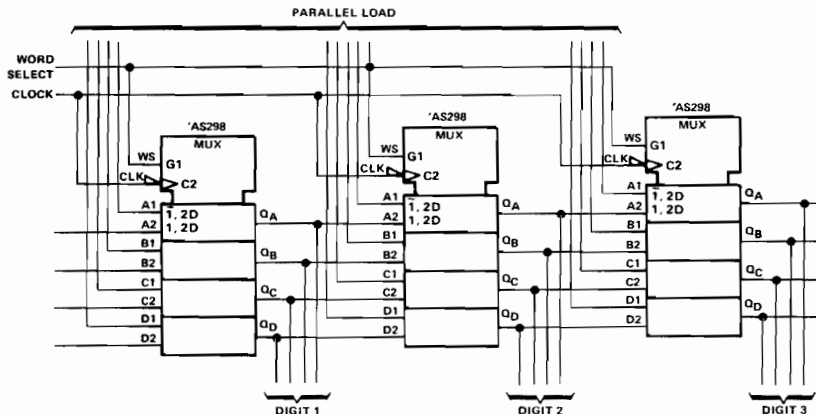 PARALLEL LOAD
WORD
SELECT
CLOCK
'AS298
MUX
WS
G1
CLK
C2
A1
1̅, 2D
A2
1, 2D
B1
B2
C1
C2
D1
D2
QA
QB
QC
QD
DIGIT 1
'AS298
MUX
WS
G1
CLK
C2
A1
1̅, 2D
A2
1, 2D
B1
B2
C1
C2
D1
D2
QA
QB
QC
QD
DIGIT 2
'AS298
MUX
WS
G1
CLK
C2
A1
1̅, 2D
A2
1, 2D
B1
B2
C1
C2
D1
D2
QA
QB
QC
QD
DIGIT 3